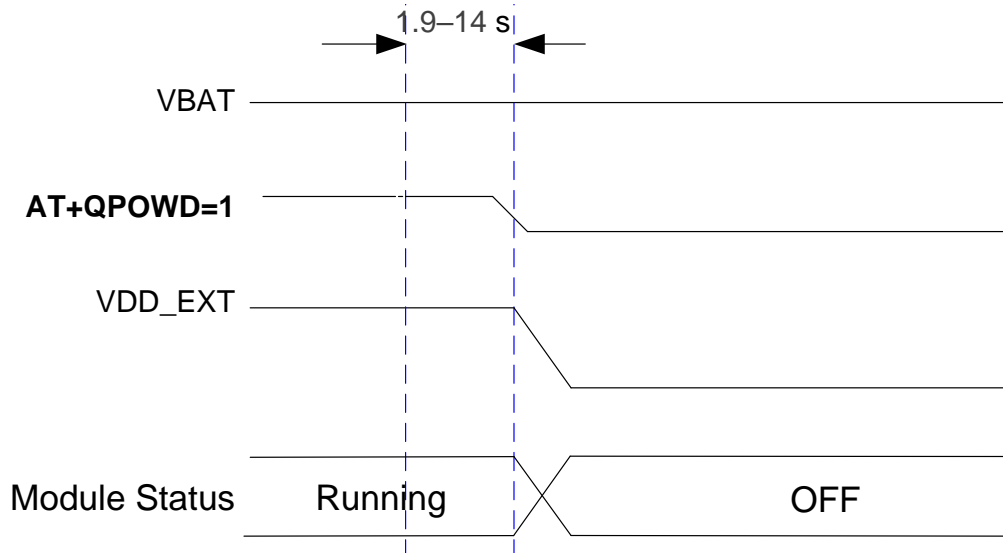 1.9–14 s
VBAT
AT+QPOWD=1
VDD_EXT
Module Status Running OFF